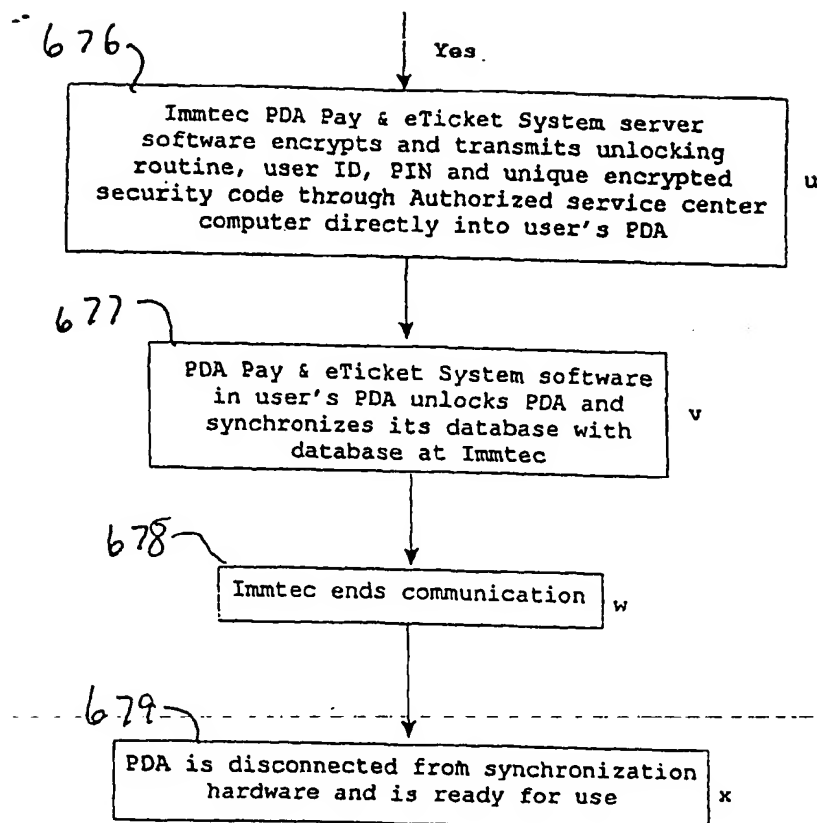 676
Yes
Immtec PDA Pay & eTicket System server
software encrypts and transmits unlocking
routine, user ID, PIN and unique encrypted
security code through Authorized service center
computer directly into user's PDA
u
677
PDA Pay & eTicket System software
in user's PDA unlocks PDA and
synchronizes its database with
database at Immtec
v
678
Immtec ends communication
w
679
PDA is disconnected from synchronization
hardware and is ready for use
x